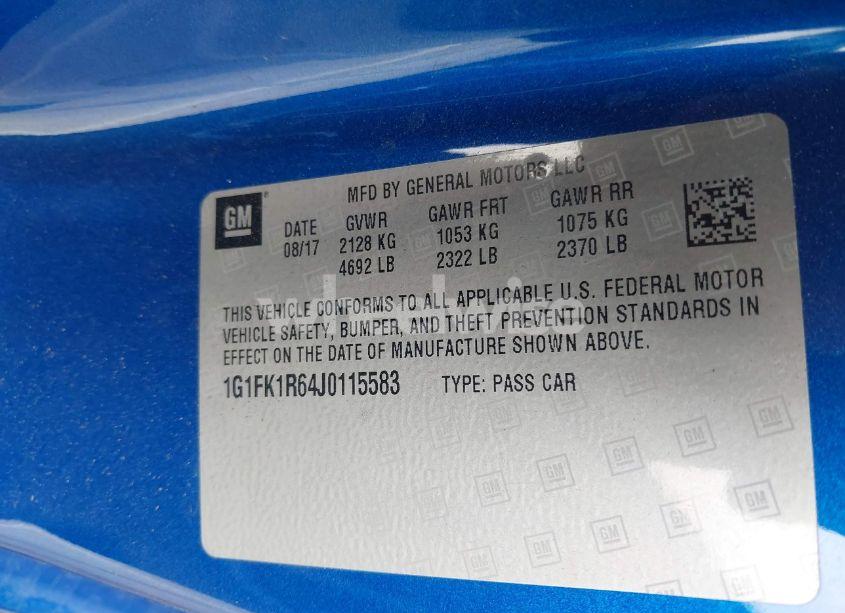 MFD BY GENERAL MOTORS LLC
GM
DATE GVWR GAWR FRT GAWR RR
08/17 2128 KG 1053 KG 1075 KG
4692 LB 2322 LB 2370 LB
THIS VEHICLE CONFORMS TO ALL APPLICABLE U.S. FEDERAL MOTOR
VEHICLE SAFETY, BUMPER, AND THEFT PREVENTION STANDARDS IN
EFFECT ON THE DATE OF MANUFACTURE SHOWN ABOVE.
1G1FK1R64J0115583 TYPE: PASS CAR